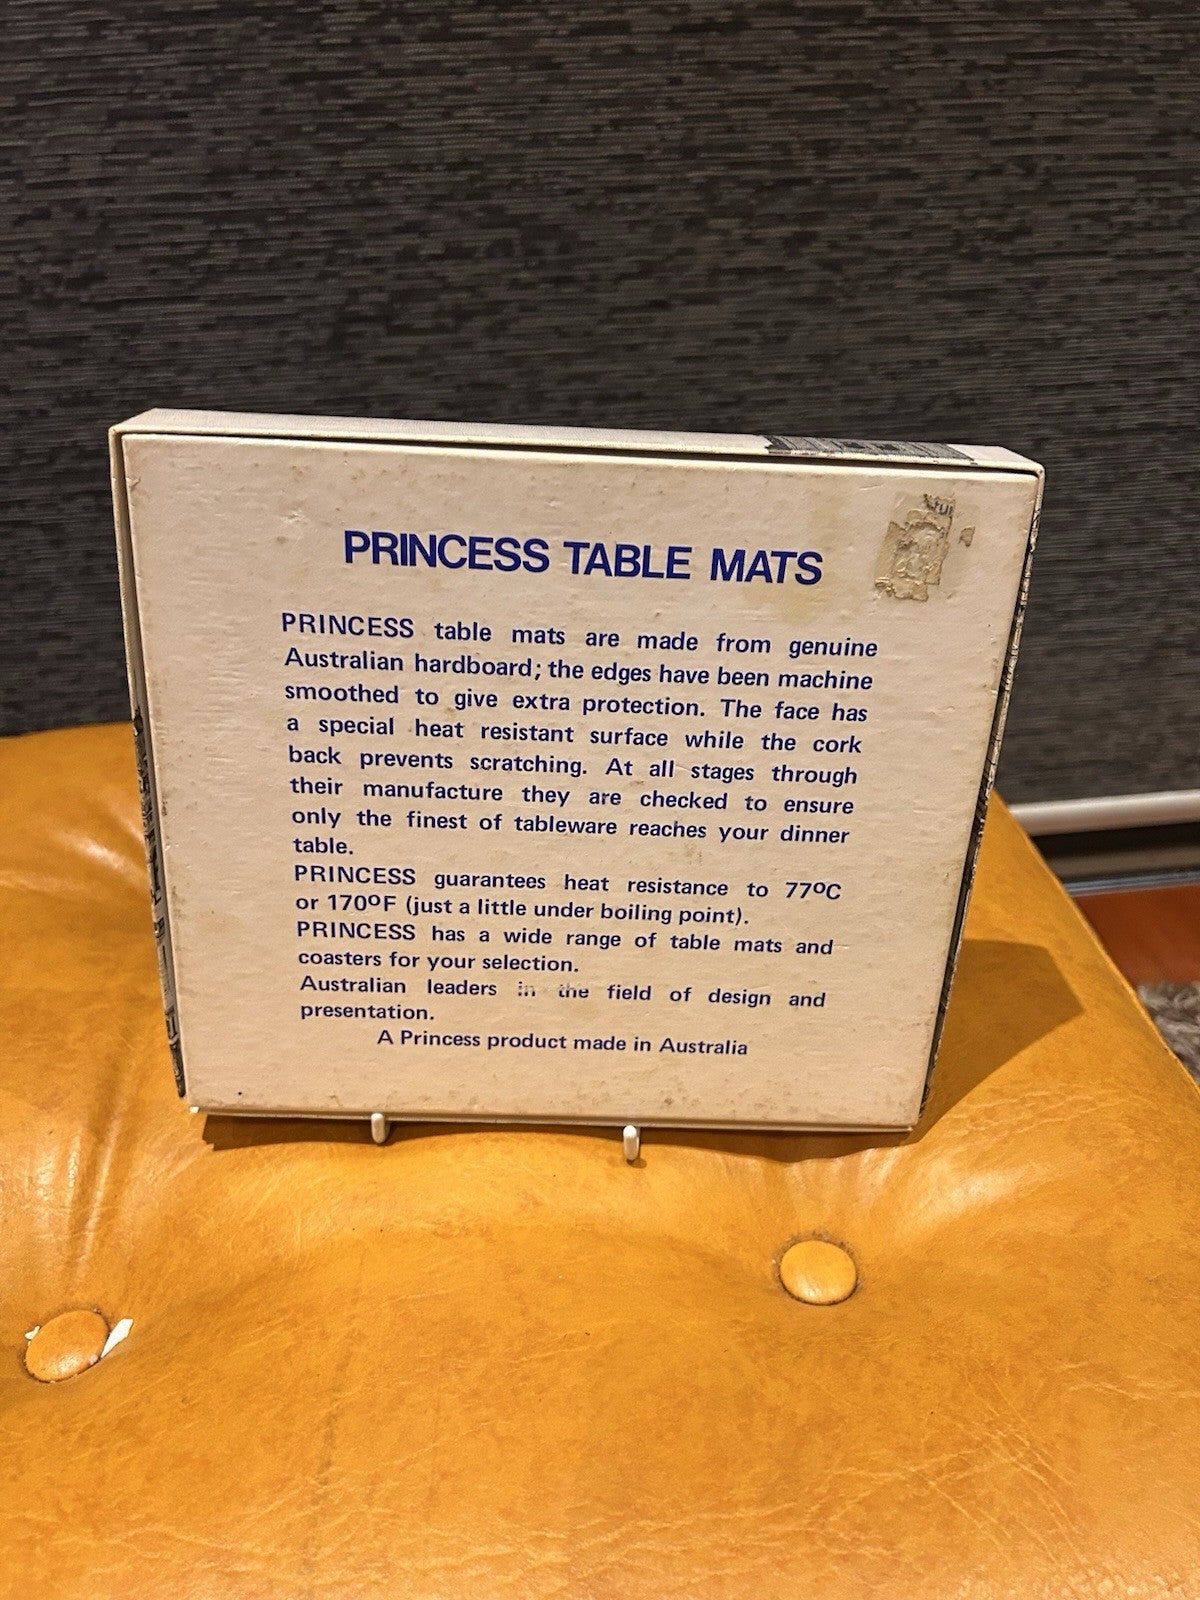 PRINCESS TABLE MATS
PRINCESS table mats are made from genuine
Australian hardboard; the edges have been machine
smoothed to give extra protection. The face has
a special heat resistant surface while the cork
back prevents scratching. At all stages through
their manufacture they are checked to ensure
only the finest of tableware reaches your dinner
table.
PRINCESS guarantees heat resistance to 77ºC
or 170ºF (just a little under boiling point).
PRINCESS has a wide range of table mats and
coasters for your selection.
Australian leaders in the field of design and
presentation.
A Princess product made in Australia